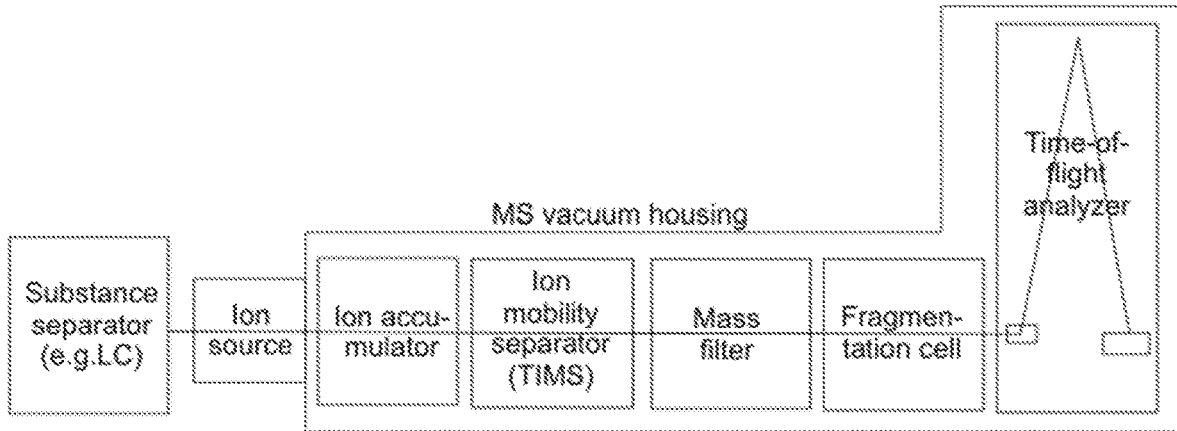 MS vacuum housing
Substance
separator
(e.g.LC)
Ion
source
Ion accu-
mulator
Ion
mobility
separator
(TIMS)
Mass
filter
Fragmen-
tation cell
Time-of-
flight
analyzer